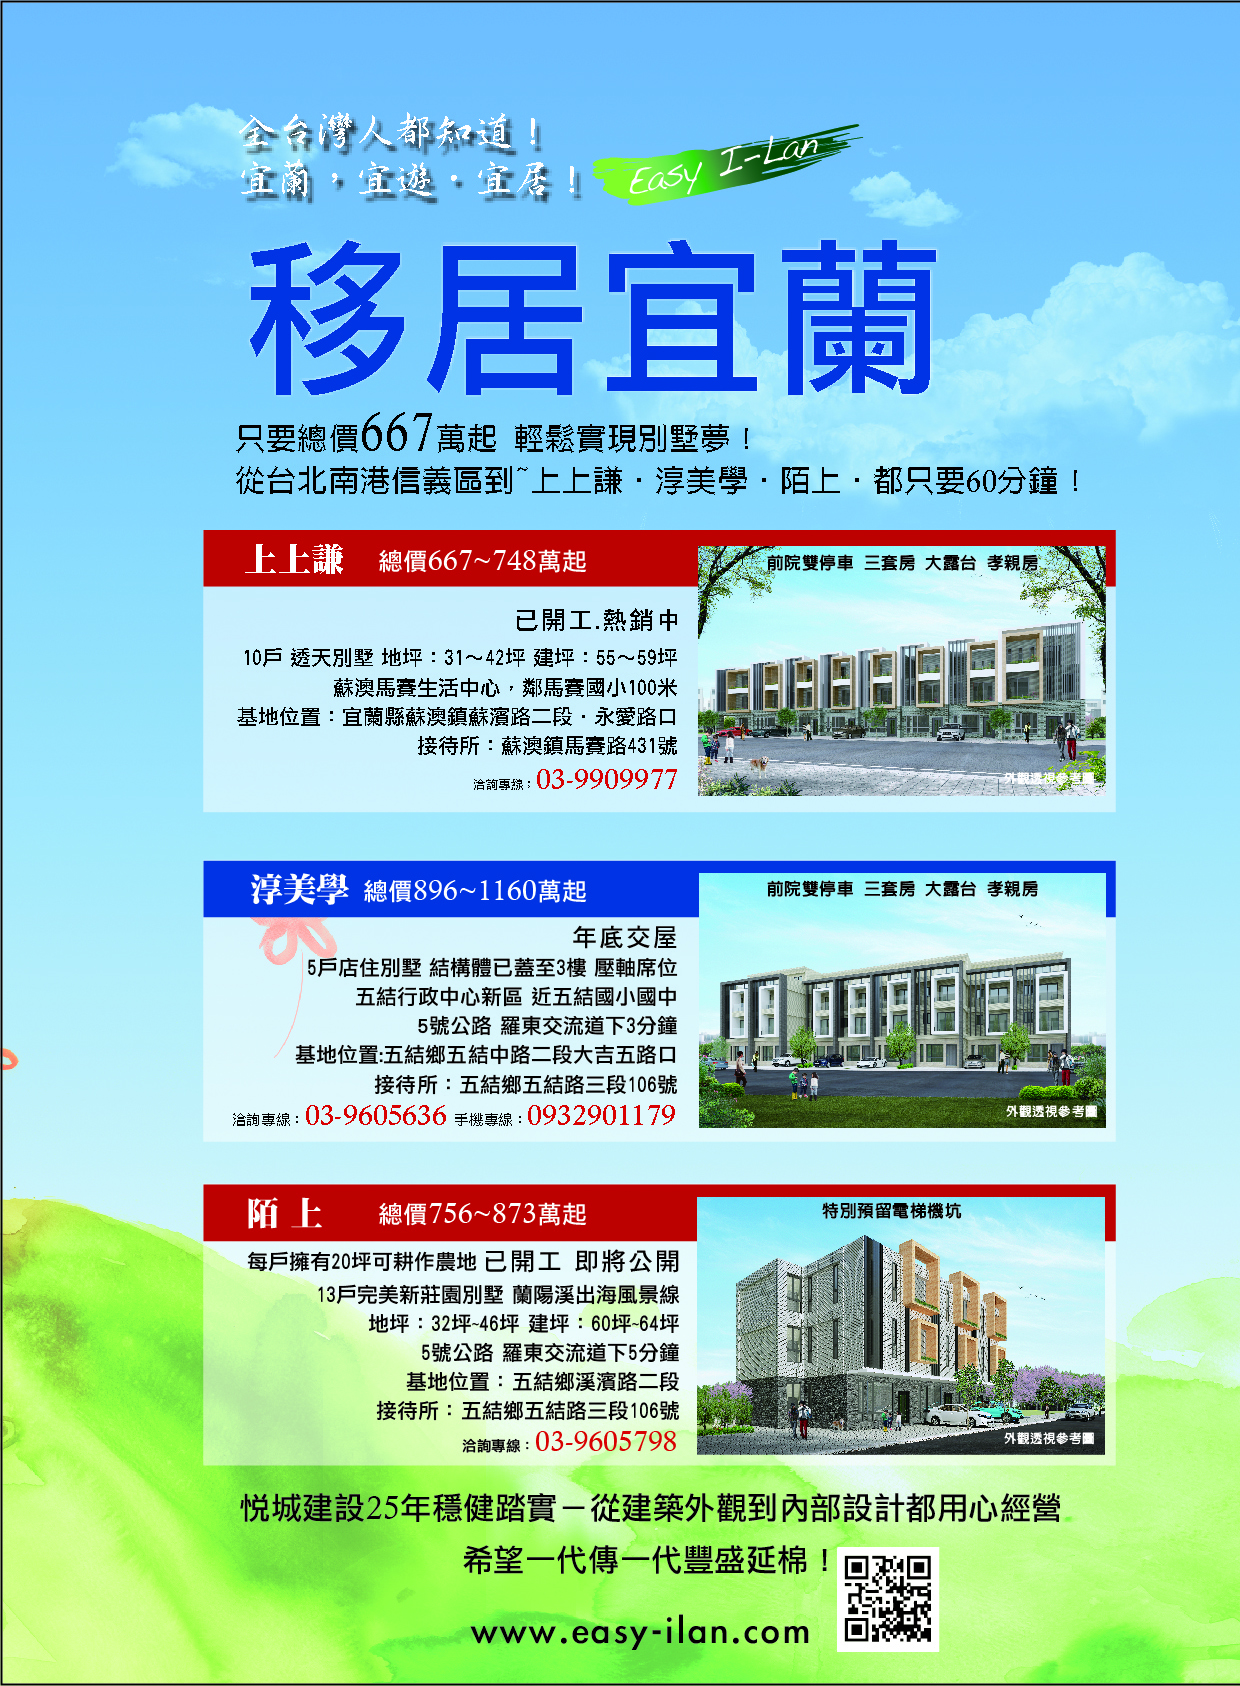 全台灣人都知道！
宜蘭，宜遊．宜居！
Easy I-Lan
移居宜蘭
只要總價667萬起 輕鬆實現別墅夢！
從台北南港信義區到~上上謙．淳美學．陌上．都只要60分鐘！
上上謙 總價667~748萬起
前院雙停車 三套房 大露台 孝親房
已開工.熱銷中
10戶 透天別墅 地坪：31～42坪 建坪：55～59坪
蘇澳馬賽生活中心，鄰馬賽國小100米
基地位置：宜蘭縣蘇澳鎮蘇濱路二段．永愛路口
接待所：蘇澳鎮馬賽路431號
洽詢專線：03-9909977
外觀透視參考圖
淳美學 總價896~1160萬起
前院雙停車 三套房 大露台 孝親房
年底交屋
5戶店住別墅 結構體已蓋至3樓 壓軸席位
五結行政中心新區 近五結國小國中
5號公路 羅東交流道下3分鐘
基地位置:五結鄉五結中路二段大吉五路口
接待所：五結鄉五結路三段106號
洽詢專線：03-9605636 手機專線：0932901179
外觀透視參考圖
陌上 總價756~873萬起
特別預留電梯機坑
每戶擁有20坪可耕作農地 已開工 即將公開
13戶完美新莊園別墅 蘭陽溪出海風景線
地坪：32坪~46坪 建坪：60坪~64坪
5號公路 羅東交流道下5分鐘
基地位置：五結鄉溪濱路二段
接待所：五結鄉五結路三段106號
洽詢專線：03-9605798
外觀透視參考圖
悦城建設25年穩健踏實－從建築外觀到內部設計都用心經營
希望一代傳一代豐盛延棉！
www.easy-ilan.com